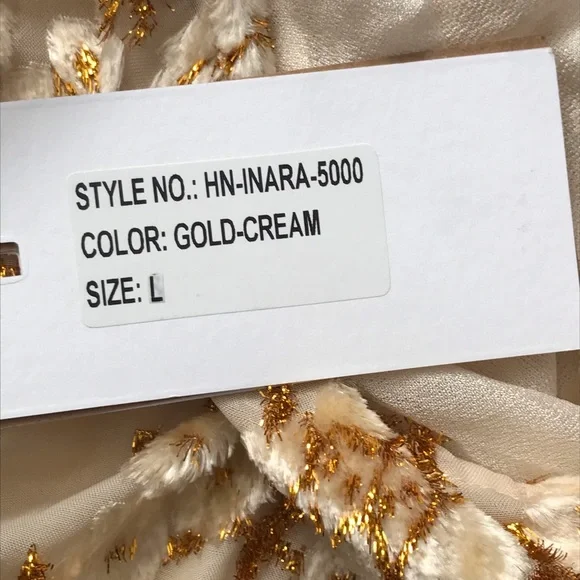 STYLE NO.: HN-INARA-5000
COLOR: GOLD-CREAM
SIZE: L